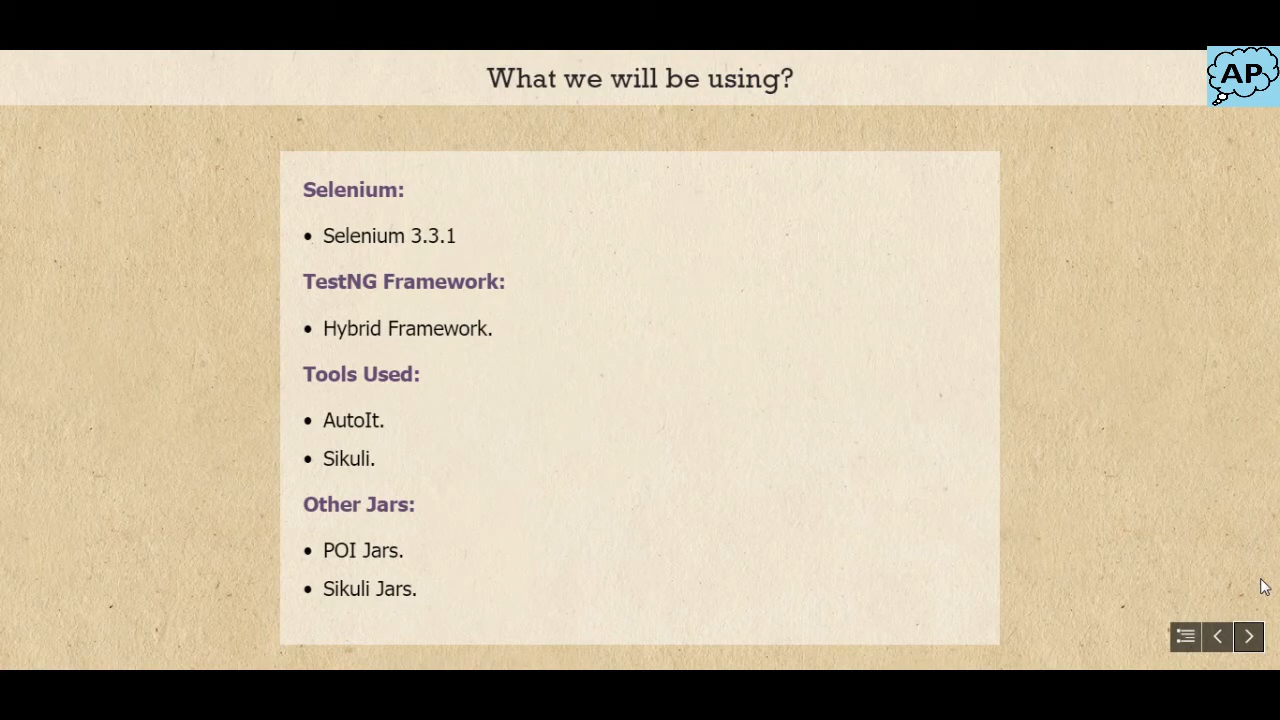 What we will be using?
AP
Selenium:
• Selenium 3.3.1
TestNG Framework:
• Hybrid Framework.
Tools Used:
• AutoIt.
• Sikuli.
Other Jars:
• POI Jars.
• Sikuli Jars.